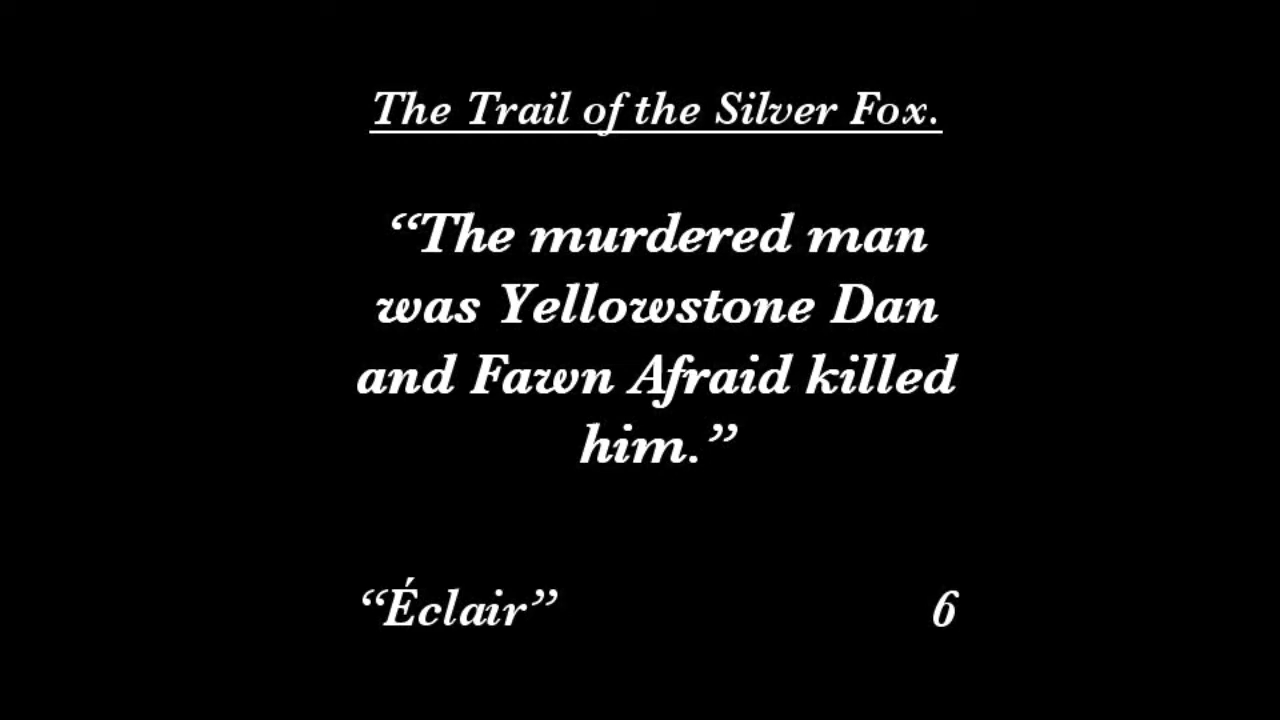 The Trail of the Silver Fox.
“The murdered man
was Yellowstone Dan
and Fawn Afraid killed
him.”
“Éclair” 6